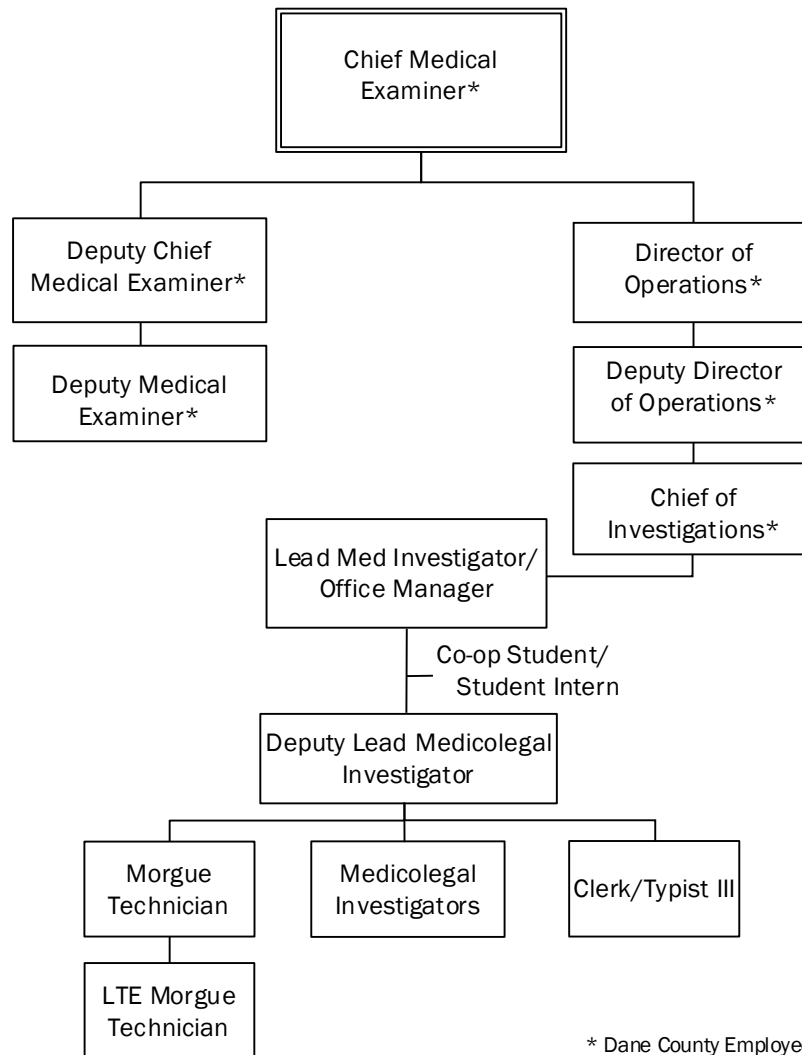 Chief Medical
Examiner*
Deputy Chief
Medical Examiner*
Director of
Operations*
Deputy Medical
Examiner*
Deputy Director
of Operations*
Chief of
Investigations*
Lead Med Investigator/
Office Manager
Co-op Student/
Student Intern
Deputy Lead Medicolegal
Investigator
Morgue
Technician
Medicolegal
Investigators
Clerk/Typist III
LTE Morgue
Technician
* Dane County Employe